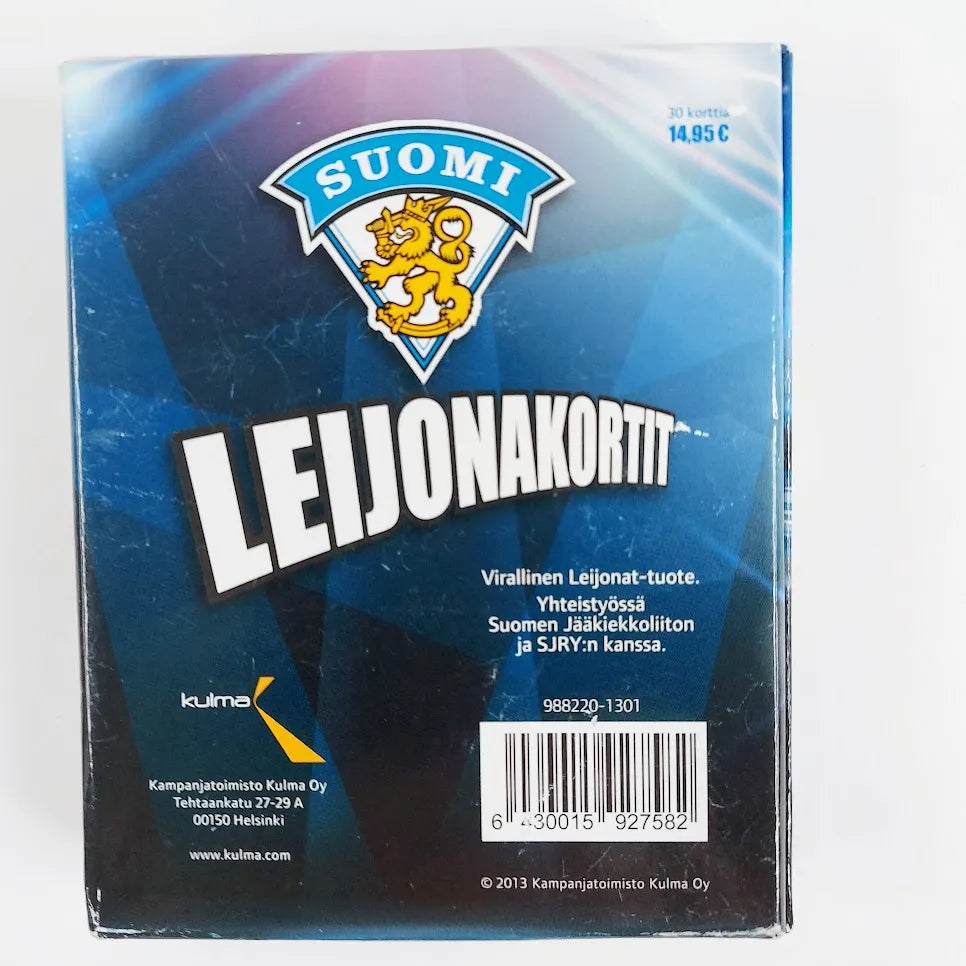 30 korttia
14,95 €
SUOMI
LEIJONAKORTIT
Virallinen Leijonat-tuote.
Yhteistyössä
Suomen Jääkiekkoliiton
ja SJRY:n kanssa.
kulma
Kampanjatoimisto Kulma Oy
Tehtaankatu 27-29 A
00150 Helsinki
www.kulma.com
988220-1301
6 430015 927582
© 2013 Kampanjatoimisto Kulma Oy